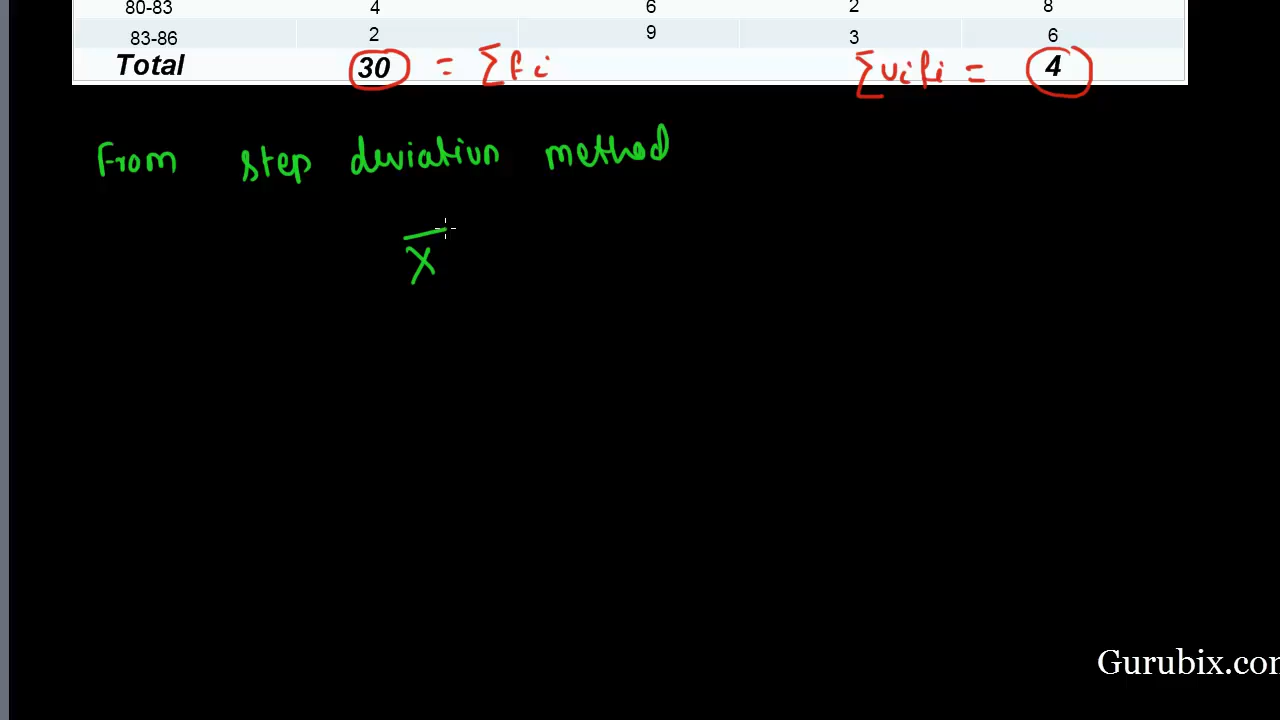 80-83 4 6 2 8
83-86 2 9 3 6
Total 30 = Σfi Σuifi = 4
From step deviation method
x̅
Gurubix.com